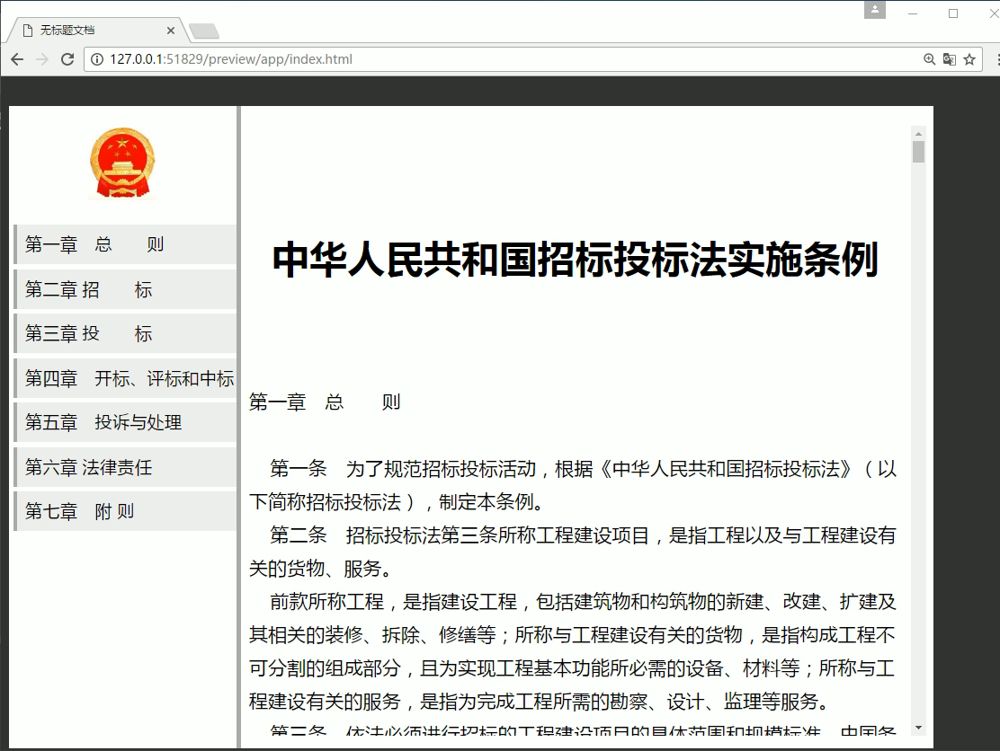 无标题文档
127.0.0.1:51829/preview/app/index.html
第一章　总　　则
第二章 招　　标
第三章 投　　标
第四章　开标、评标和中标
第五章　投诉与处理
第六章 法律责任
第七章　附 则
中华人民共和国招标投标法实施条例
第一章　总　　则
第一条　为了规范招标投标活动，根据《中华人民共和国招标投标法》（以
下简称招标投标法），制定本条例。
第二条　招标投标法第三条所称工程建设项目，是指工程以及与工程建设有
关的货物、服务。
前款所称工程，是指建设工程，包括建筑物和构筑物的新建、改建、扩建及
其相关的装修、拆除、修缮等；所称与工程建设有关的货物，是指构成工程不
可分割的组成部分，且为实现工程基本功能所必需的设备、材料等；所称与工
程建设有关的服务，是指为完成工程所需的勘察、设计、监理等服务。
第三条　依法必须进行招标的工程建设项目的具体范围和规模标准，由国务